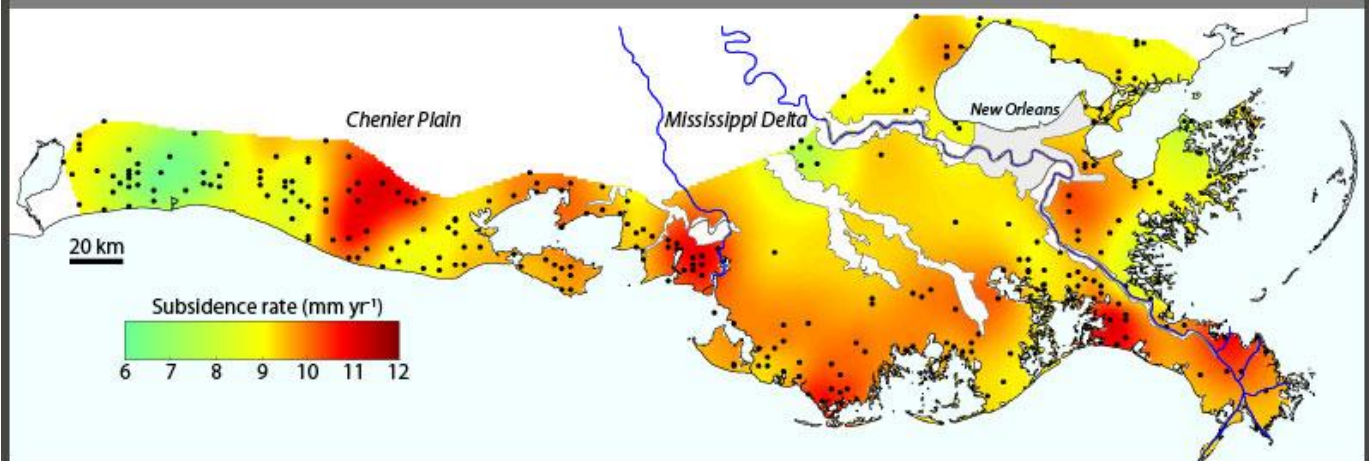 New Orleans
Chenier Plain
Mississippi Delta
20 km
Subsidence rate (mm yr⁻¹)
6 7 8 9 10 11 12